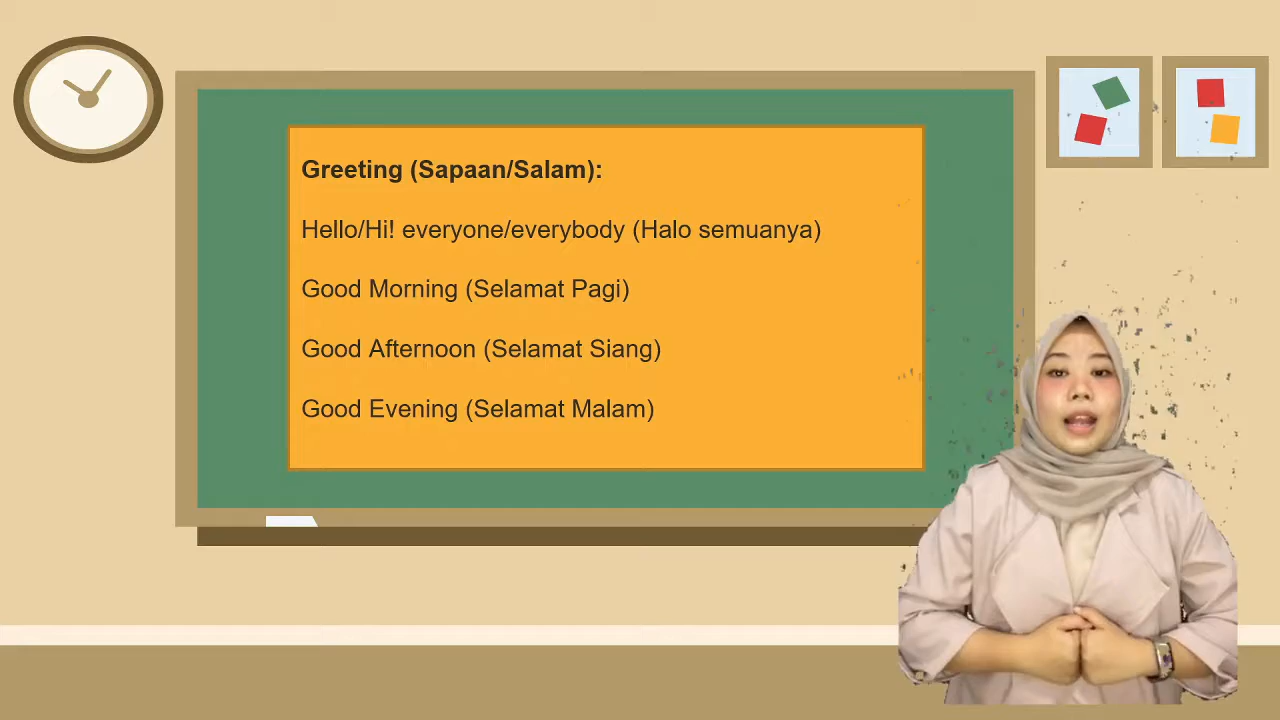 Greeting (Sapaan/Salam):
Hello/Hi! everyone/everybody (Halo semuanya)
Good Morning (Selamat Pagi)
Good Afternoon (Selamat Siang)
Good Evening (Selamat Malam)